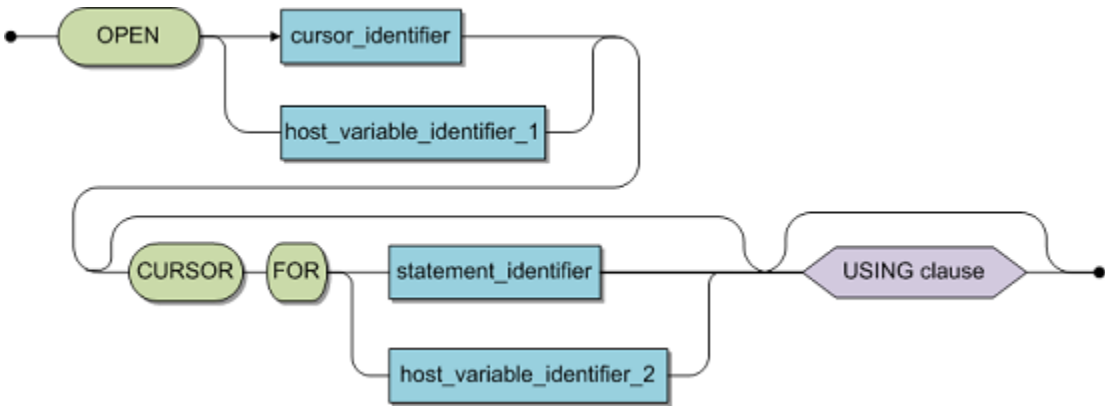 OPEN cursor_identifier
host_variable_identifier_1
CURSOR FOR statement_identifier USING clause
host_variable_identifier_2